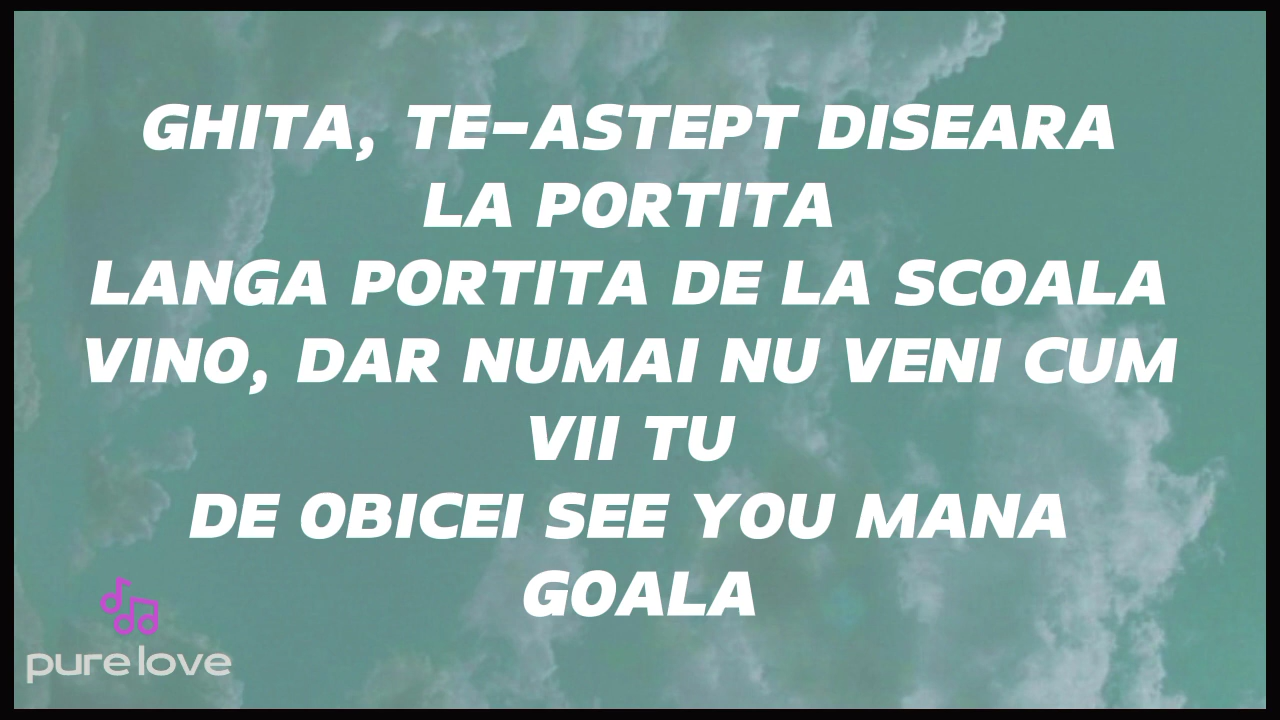 GHITA, TE-ASTEPT DISEARA
LA PORTITA
LANGA PORTITA DE LA SCOALA
VINO, DAR NUMAI NU VENI CUM
VII TU
DE OBICEI SEE YOU MANA
GOALA
pure love